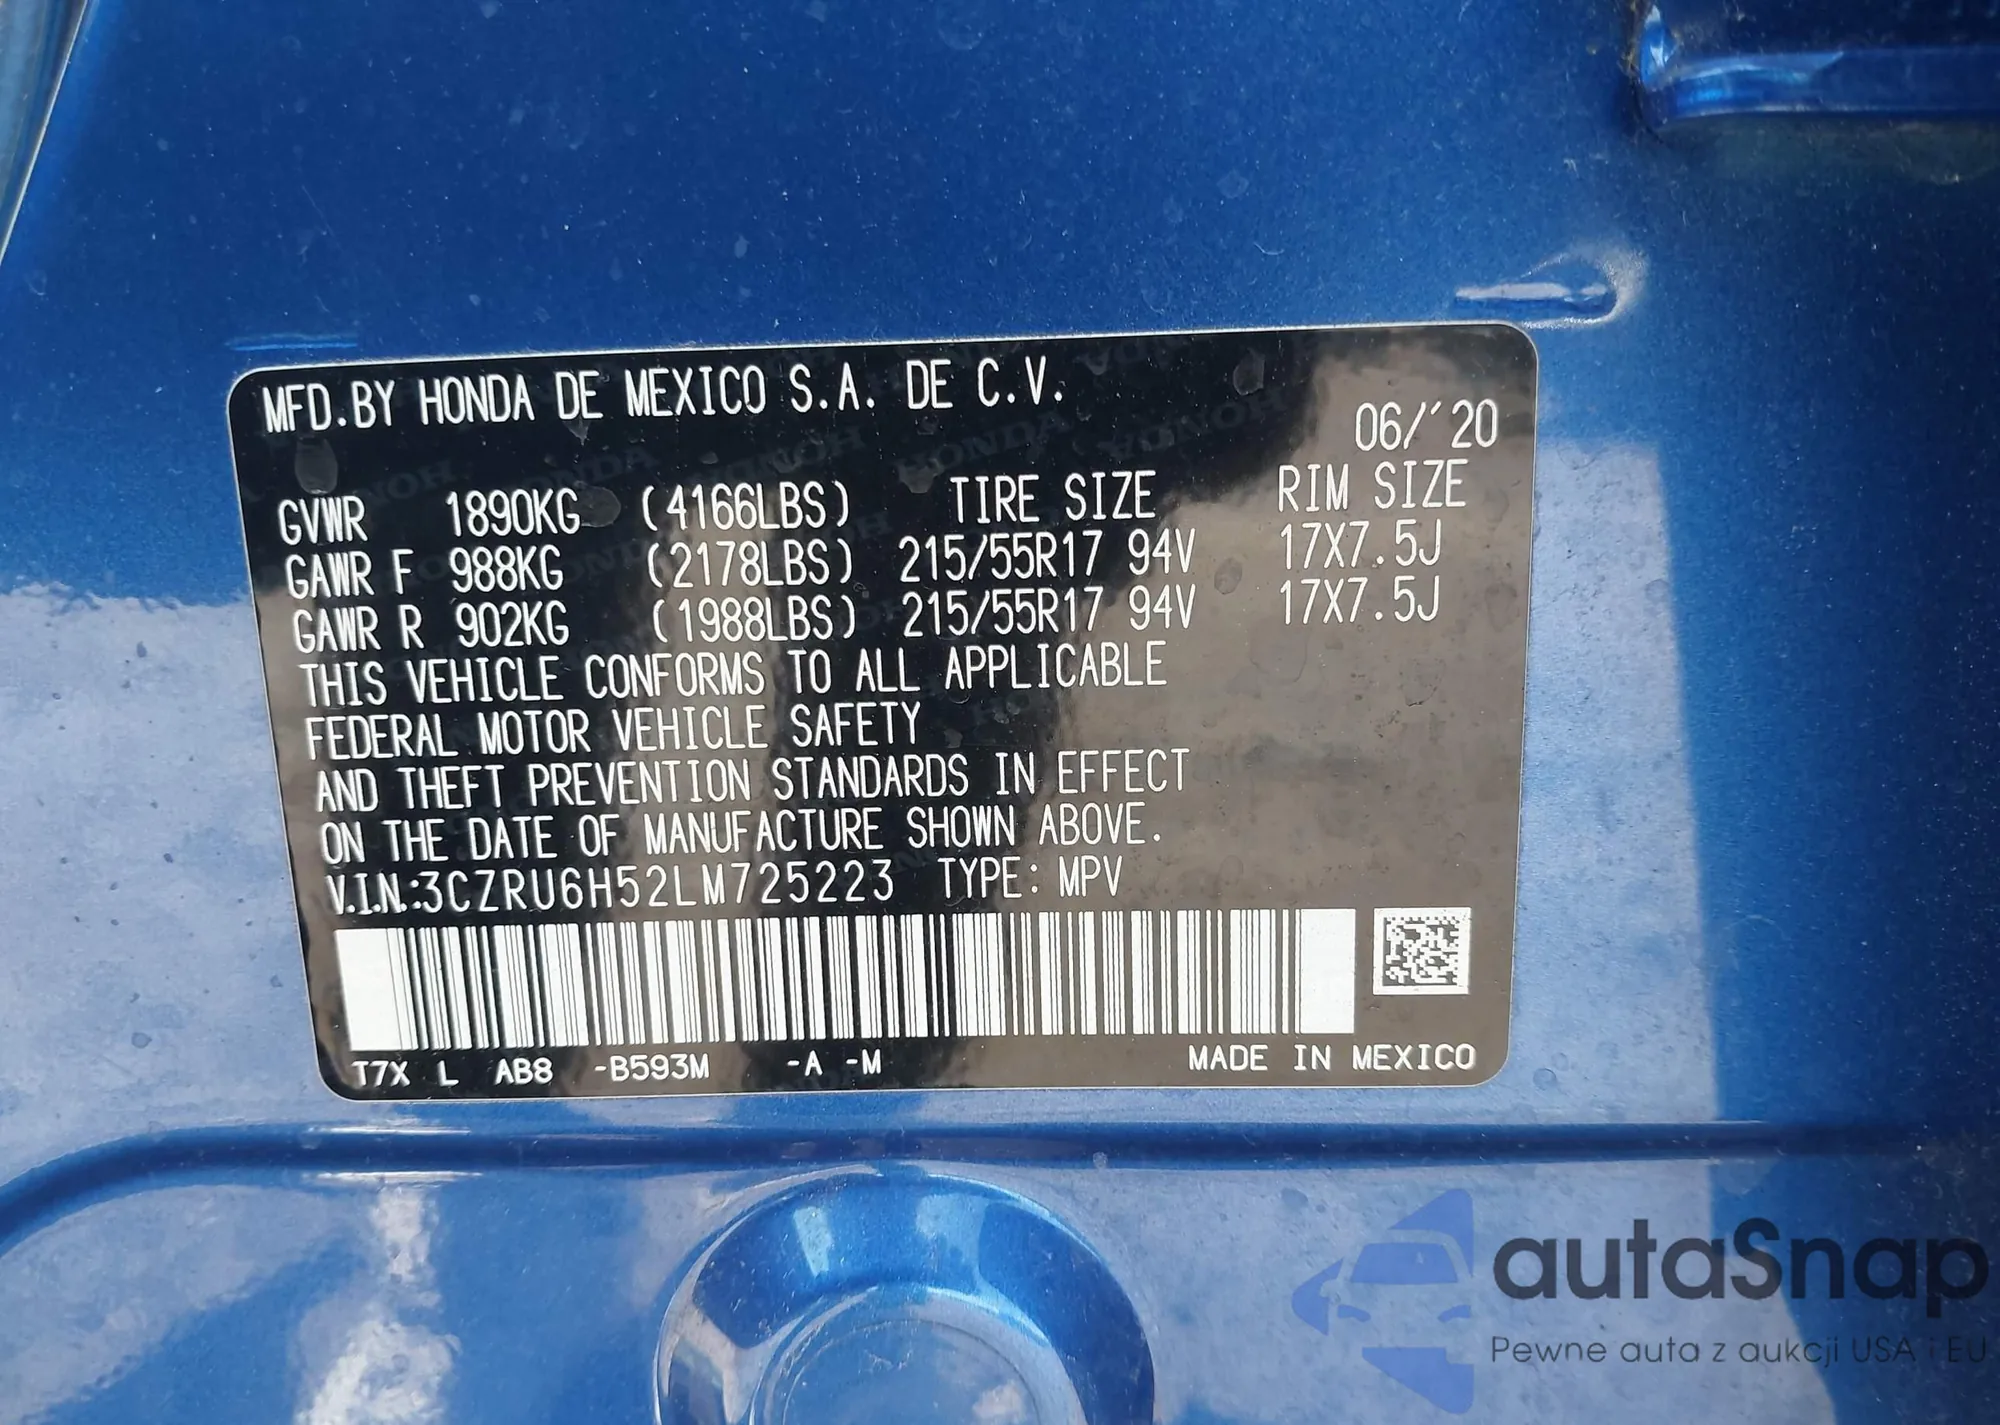 MFD.BY HONDA DE MEXICO S.A. DE C.V.
06/'20
GVWR 1890KG (4166LBS) TIRE SIZE RIM SIZE
GAWR F 988KG (2178LBS) 215/55R17 94V 17X7.5J
GAWR R 902KG (1988LBS) 215/55R17 94V 17X7.5J
THIS VEHICLE CONFORMS TO ALL APPLICABLE
FEDERAL MOTOR VEHICLE SAFETY
AND THEFT PREVENTION STANDARDS IN EFFECT
ON THE DATE OF MANUFACTURE SHOWN ABOVE.
V.I.N.:3CZRU6H52LM725223 TYPE: MPV
T7X L AB8 -B593M -A -M MADE IN MEXICO
autaSnap
Pewne auta z aukcji USA i EU